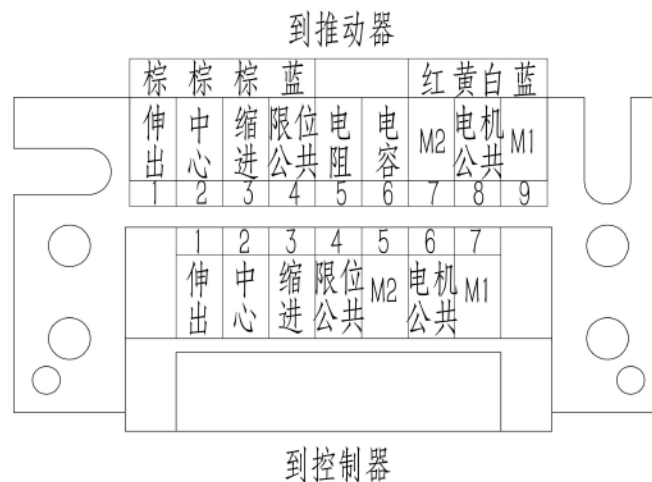 到推动器
棕 棕 棕 蓝 红 黄 白 蓝
伸出 中心 缩进 限位公共 电阻 电容 M2 电机公共 M1
1 2 3 4 5 6 7 8 9
1 2 3 4 5 6 7
伸出 中心 缩进 限位公共 M2 电机公共 M1
到控制器